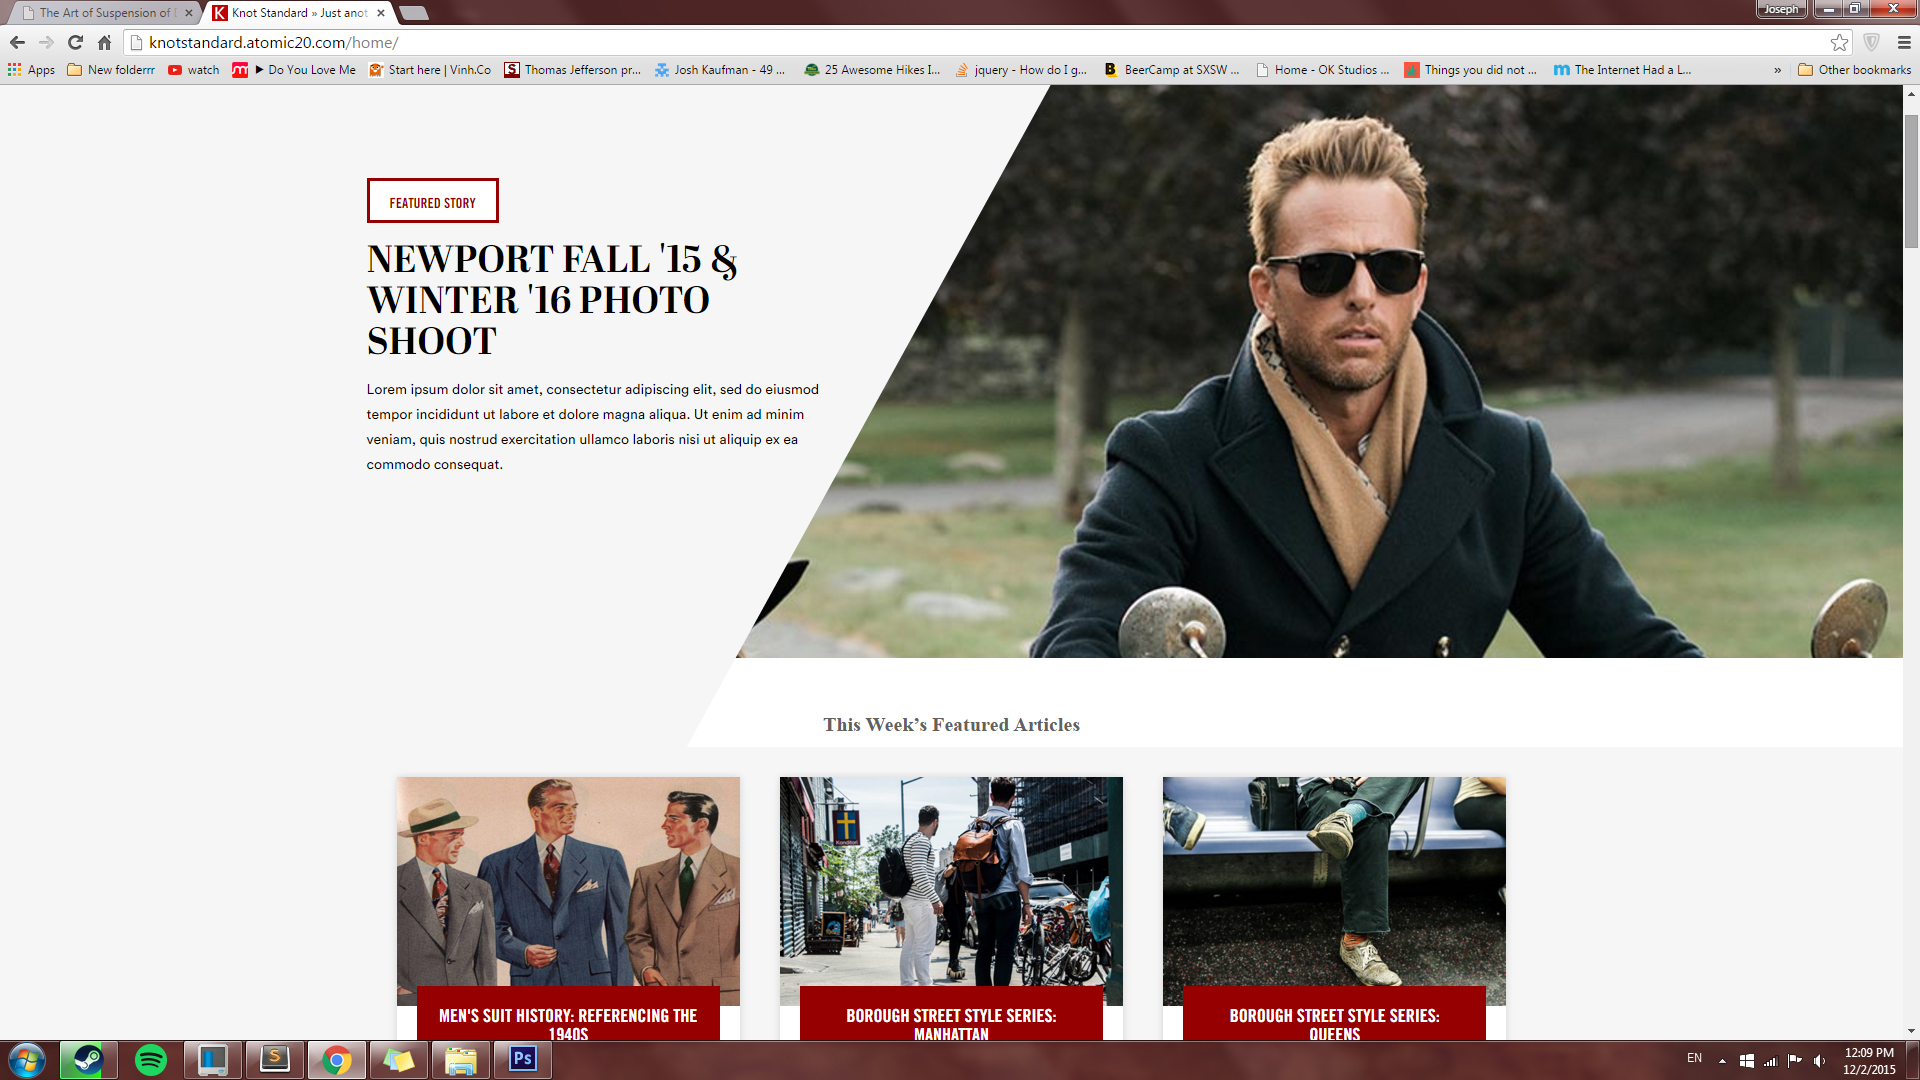 The Art of Suspension of
Knot Standard » Just anot
Joseph
knotstandard.atomic20.com/home/
Apps
New folderrr
watch
► Do You Love Me
Start here | Vinh.Co
Thomas Jefferson pr...
Josh Kaufman - 49 ...
25 Awesome Hikes I...
jquery - How do I g...
BeerCamp at SXSW ...
Home - OK Studios ...
Things you did not ...
The Internet Had a L...
»
Other bookmarks
FEATURED STORY
NEWPORT FALL '15 &
WINTER '16 PHOTO
SHOOT
Lorem ipsum dolor sit amet, consectetur adipiscing elit, sed do eiusmod
tempor incididunt ut labore et dolore magna aliqua. Ut enim ad minim
veniam, quis nostrud exercitation ullamco laboris nisi ut aliquip ex ea
commodo consequat.
This Week’s Featured Articles
MEN'S SUIT HISTORY: REFERENCING THE
1940S
BOROUGH STREET STYLE SERIES:
MANHATTAN
BOROUGH STREET STYLE SERIES:
QUEENS
Ps
EN
12:09 PM
12/2/2015